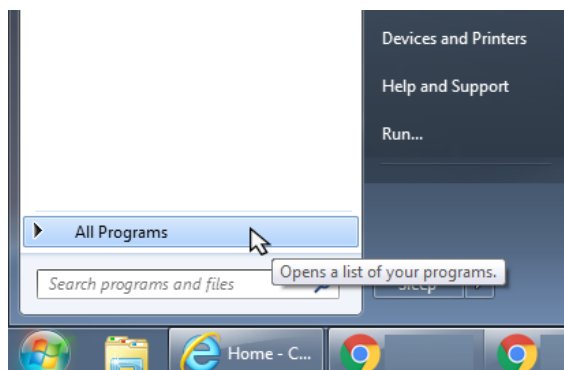 Devices and Printers
Help and Support
Run...
All Programs
Opens a list of your programs.
Search programs and files
Sleep
Home - C...